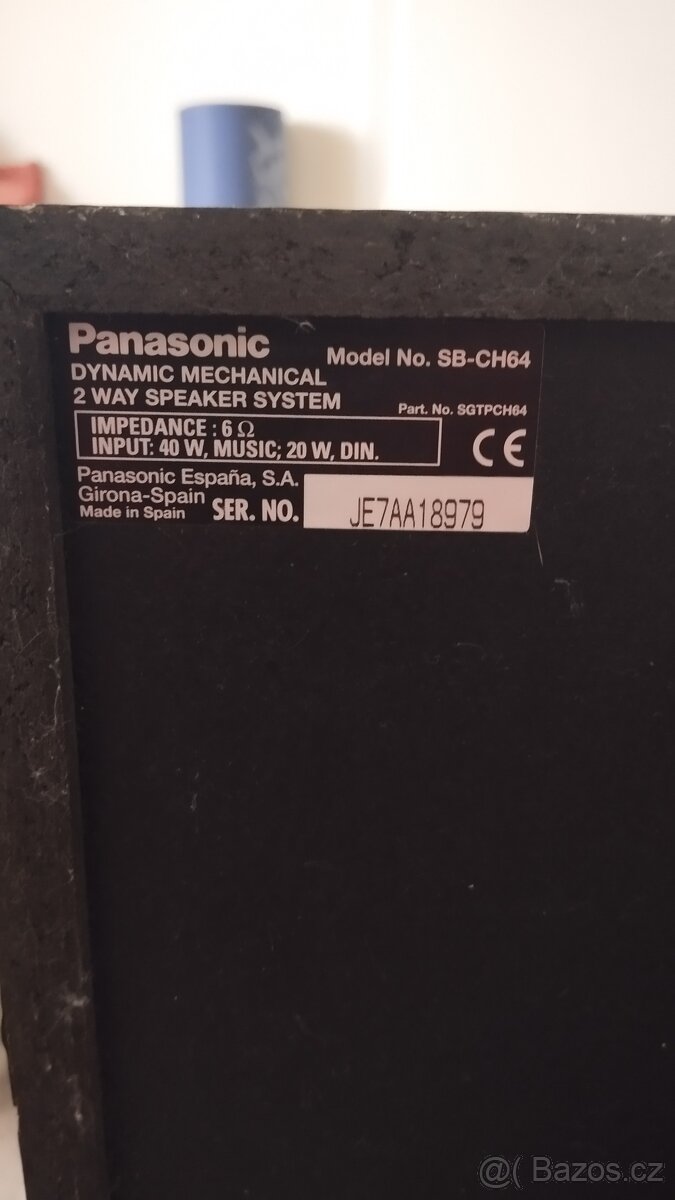 Panasonic
Model No. SB-CH64
DYNAMIC MECHANICAL
2 WAY SPEAKER SYSTEM
Part. No. SGTPCH64
IMPEDANCE : 6 Ω
INPUT: 40 W, MUSIC; 20 W, DIN.
CE
Panasonic España, S.A.
Girona-Spain
Made in Spain
SER. NO. JE7AA18979
@( Bazos.cz